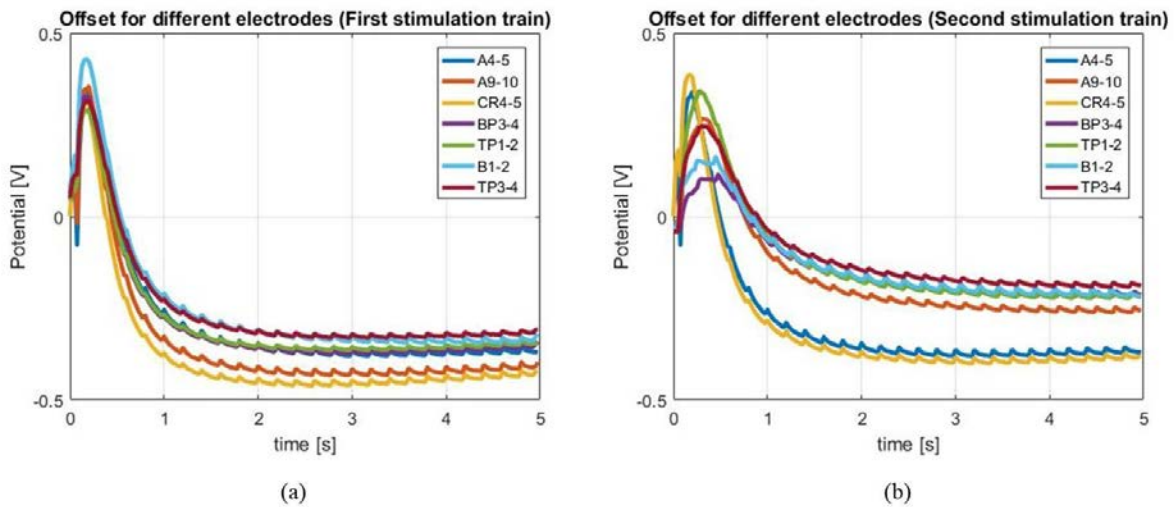 Offset for different electrodes (First stimulation train)
0.5
0
-0.5
Potential [V]
0 1 2 3 4 5
time [s]
A4-5
A9-10
CR4-5
BP3-4
TP1-2
B1-2
TP3-4
(a)
Offset for different electrodes (Second stimulation train)
0.5
0
-0.5
Potential [V]
0 1 2 3 4 5
time [s]
A4-5
A9-10
CR4-5
BP3-4
TP1-2
B1-2
TP3-4
(b)